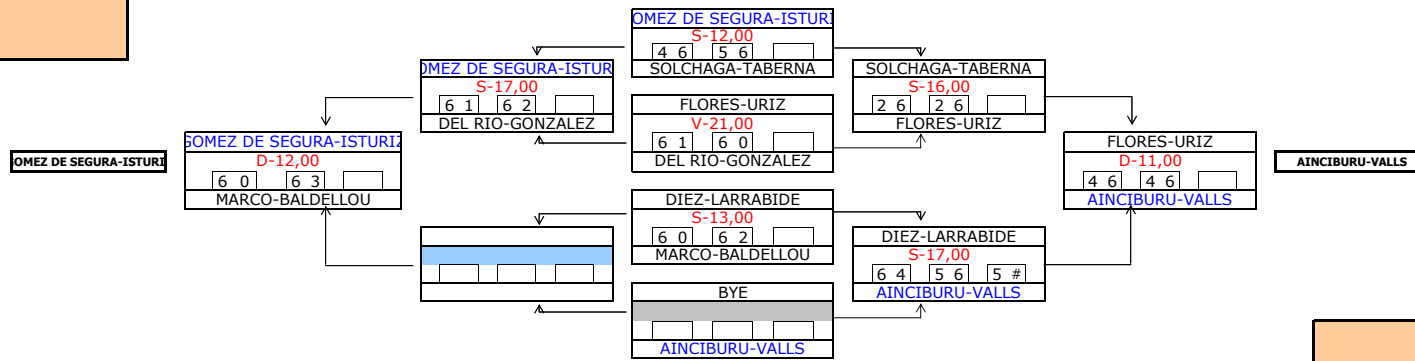 OMEZ DE SEGURA-ISTURI
S-12,00
4 6 5 6
SOLCHAGA-TABERNA
OMEZ DE SEGURA-ISTUR
S-17,00
6 1 6 2
DEL RIO-GONZALEZ
SOLCHAGA-TABERNA
S-16,00
2 6 2 6
FLORES-URIZ
FLORES-URIZ
V-21,00
6 1 6 0
DEL RIO-GONZALEZ
GOMEZ DE SEGURA-ISTURIZ
D-12,00
6 0 6 3
MARCO-BALDELLOU
FLORES-URIZ
D-11,00
4 6 4 6
AINCIBURU-VALLS
OMEZ DE SEGURA-ISTURI
AINCIBURU-VALLS
DIEZ-LARRABIDE
S-13,00
6 0 6 2
MARCO-BALDELLOU
DIEZ-LARRABIDE
S-17,00
6 4 5 6 5 #
AINCIBURU-VALLS
BYE
AINCIBURU-VALLS